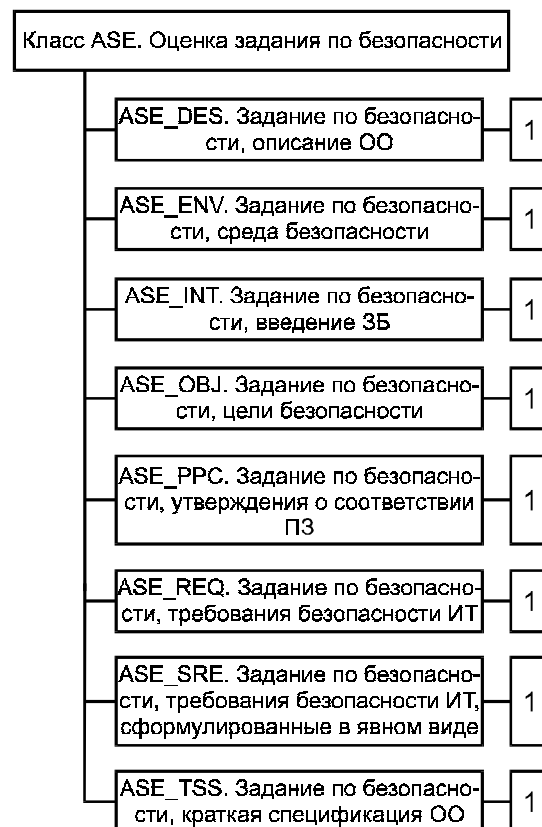 Класс ASE. Оценка задания по безопасности
ASE_DES. Задание по безопасно-
сти, описание ОО
1
ASE_ENV. Задание по безопасно-
сти, среда безопасности
1
ASE_INT. Задание по безопасно-
сти, введение ЗБ
1
ASE_OBJ. Задание по безопасно-
сти, цели безопасности
1
ASE_PPC. Задание по безопасно-
сти, утверждения о соответствии
ПЗ
1
ASE_REQ. Задание по безопасно-
сти, требования безопасности ИТ
1
ASE_SRE. Задание по безопасно-
сти, требования безопасности ИТ,
сформулированные в явном виде
1
ASE_TSS. Задание по безопасно-
сти, краткая спецификация ОО
1